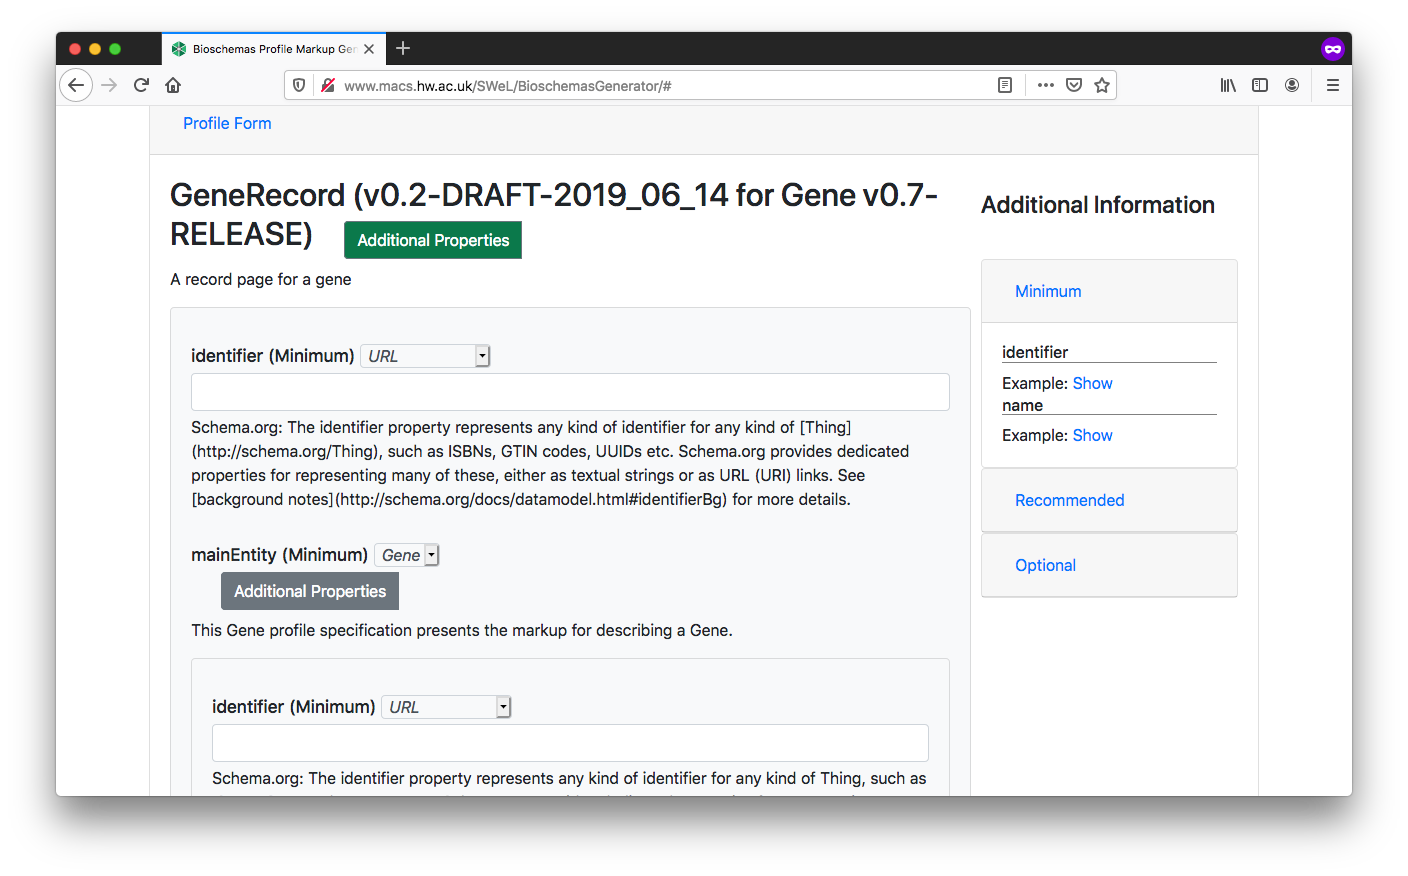 Bioschemas Profile Markup Ge
www.macs.hw.ac.uk/SWeL/BioschemasGenerator/#
Profile Form
GeneRecord (v0.2-DRAFT-2019_06_14 for Gene v0.7-
RELEASE) Additional Properties
A record page for a gene
identifier (Minimum) URL
Schema.org: The identifier property represents any kind of identifier for any kind of [Thing]
(http://schema.org/Thing), such as ISBNs, GTIN codes, UUIDs etc. Schema.org provides dedicated
properties for representing many of these, either as textual strings or as URL (URI) links. See
[background notes](http://schema.org/docs/datamodel.html#identifierBg) for more details.
mainEntity (Minimum) Gene
Additional Properties
This Gene profile specification presents the markup for describing a Gene.
identifier (Minimum) URL
Schema.org: The identifier property represents any kind of identifier for any kind of Thing, such as
Additional Information
Minimum
identifier
Example: Show
name
Example: Show
Recommended
Optional